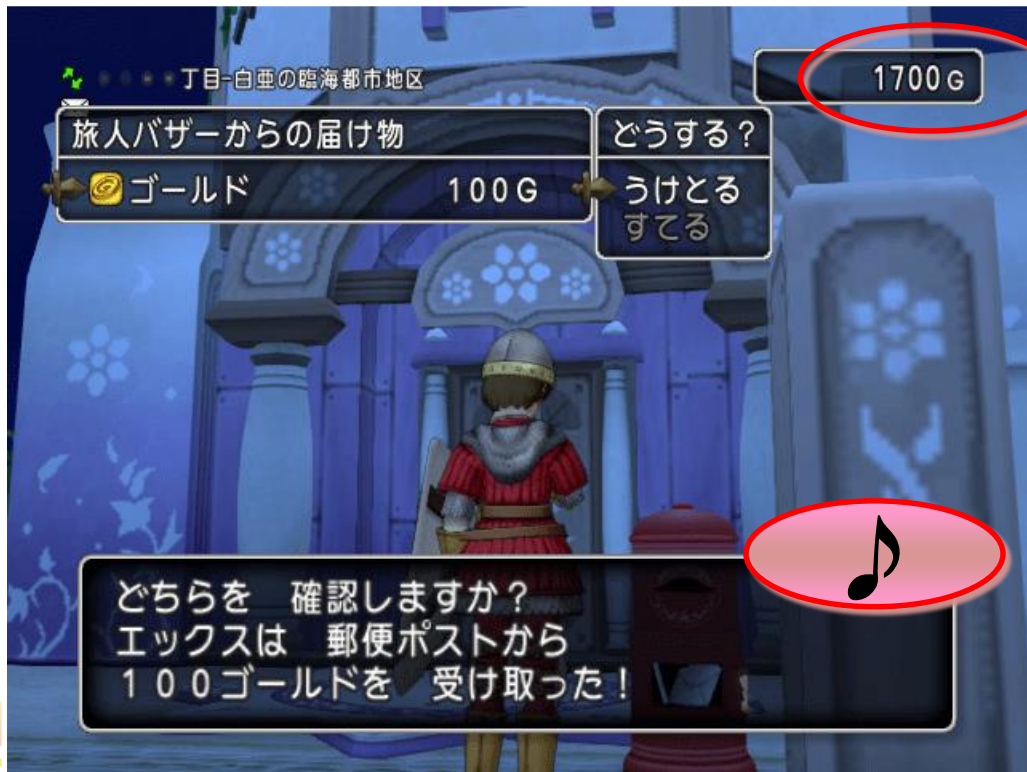 丁目-白亜の臨海都市地区
1700G
旅人バザーからの届け物
どうする？
ゴールド 100G
うけとる
すてる
どちらを 確認しますか？
エックスは 郵便ポストから
１００ゴールドを 受け取った！